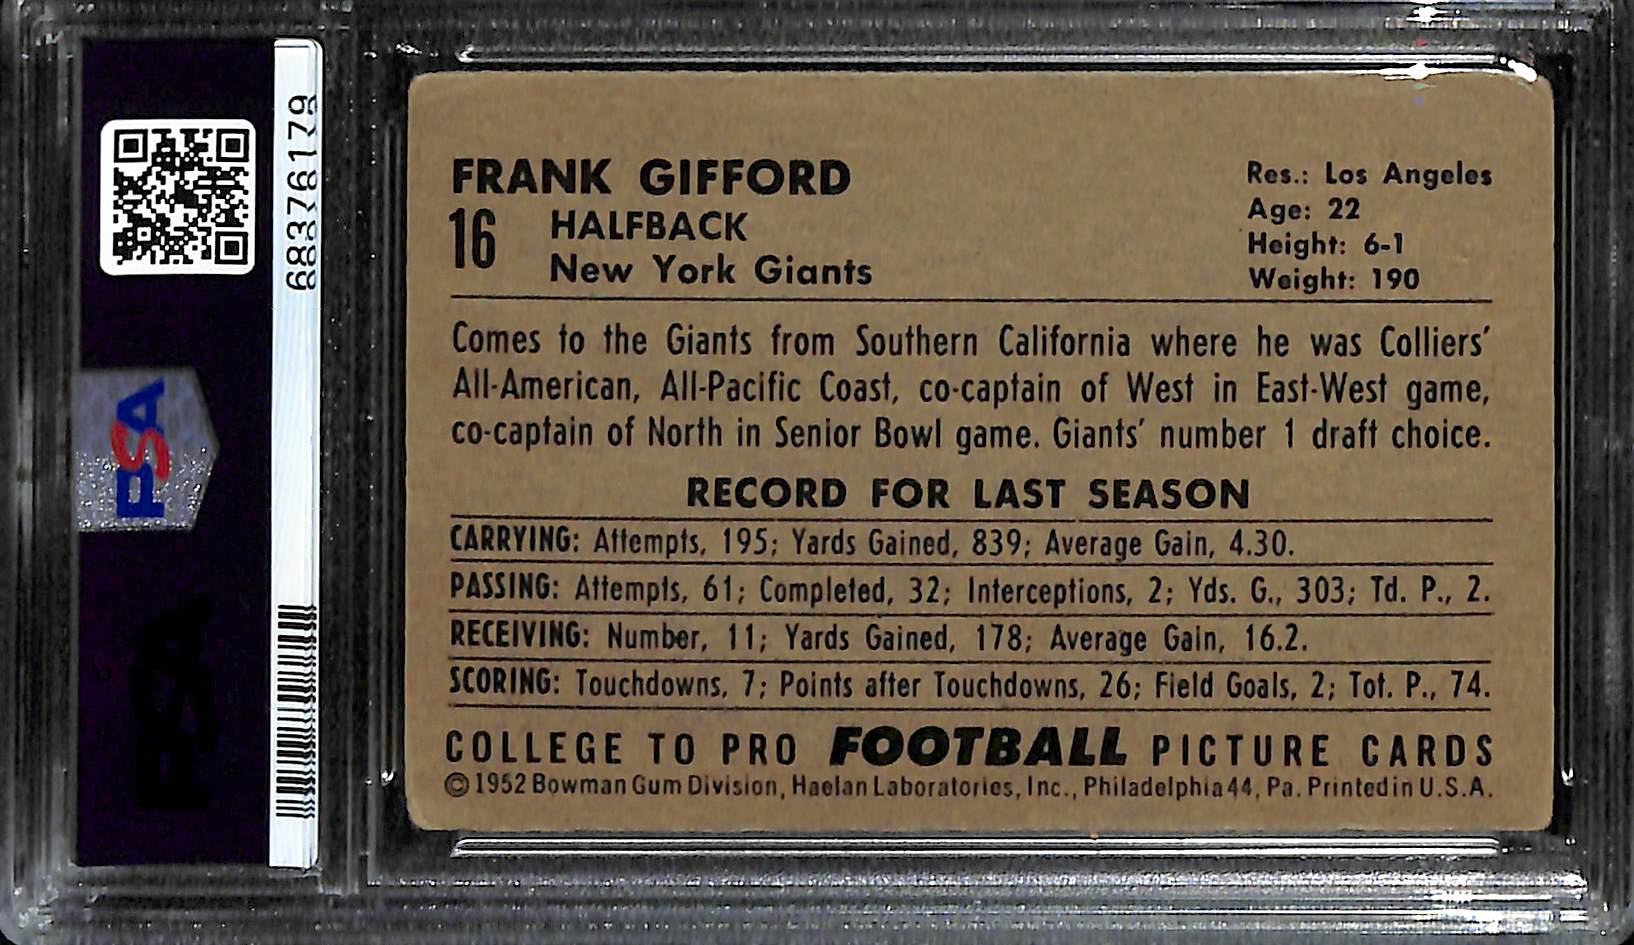 FRANK GIFFORD
16 HALFBACK
New York Giants
Res.: Los Angeles
Age: 22
Height: 6-1
Weight: 190
Comes to the Giants from Southern California where he was Colliers'
All-American, All-Pacific Coast, co-captain of West in East-West game,
co-captain of North in Senior Bowl game. Giants' number 1 draft choice.
RECORD FOR LAST SEASON
CARRYING: Attempts, 195; Yards Gained, 839; Average Gain, 4.30.
PASSING: Attempts, 61; Completed, 32; Interceptions, 2; Yds. G., 303; Td. P., 2.
RECEIVING: Number, 11; Yards Gained, 178; Average Gain, 16.2.
SCORING: Touchdowns, 7; Points after Touchdowns, 26; Field Goals, 2; Tot. P., 74.
COLLEGE TO PRO FOOTBALL PICTURE CARDS
© 1952 Bowman Gum Division, Haelan Laboratories, Inc., Philadelphia 44, Pa. Printed in U.S.A.
68376179
PSA
PSA